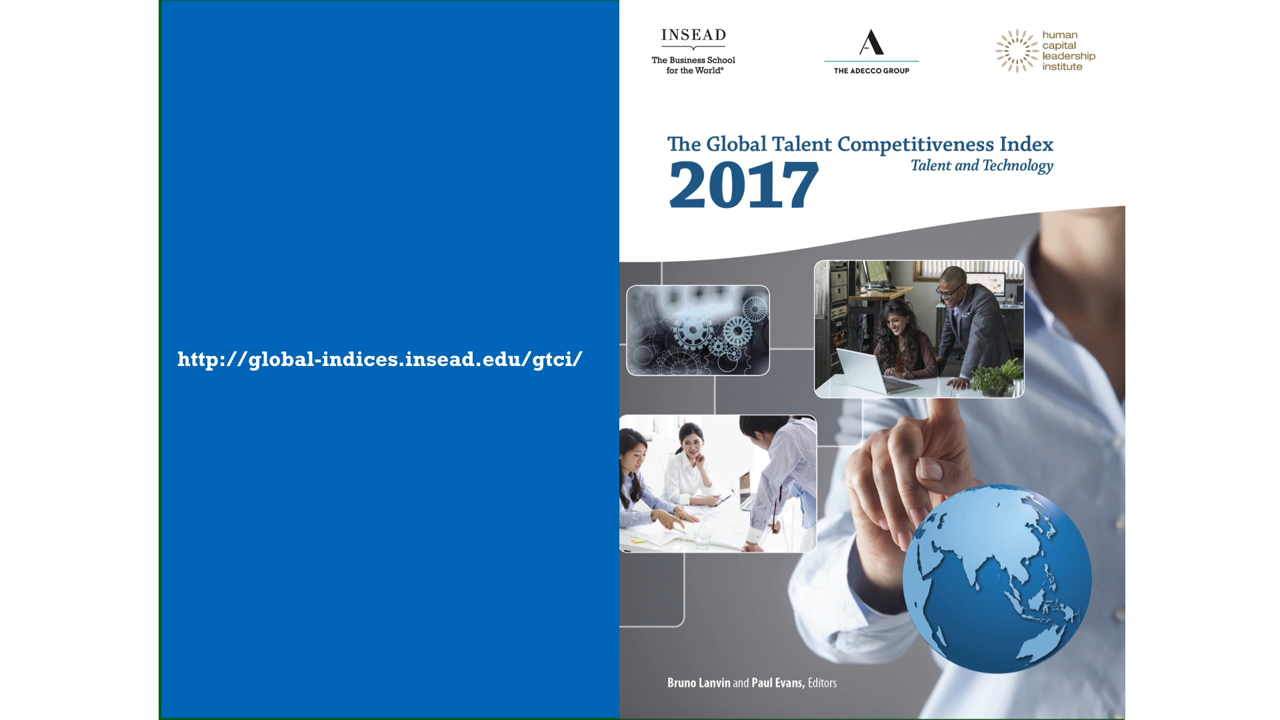 http://global-indices.insead.edu/gtci/
INSEAD
The Business School
for the World®
A
THE ADECCO GROUP
human
capital
leadership
institute
The Global Talent Competitiveness Index
2017
Talent and Technology
Bruno Lanvin and Paul Evans, Editors